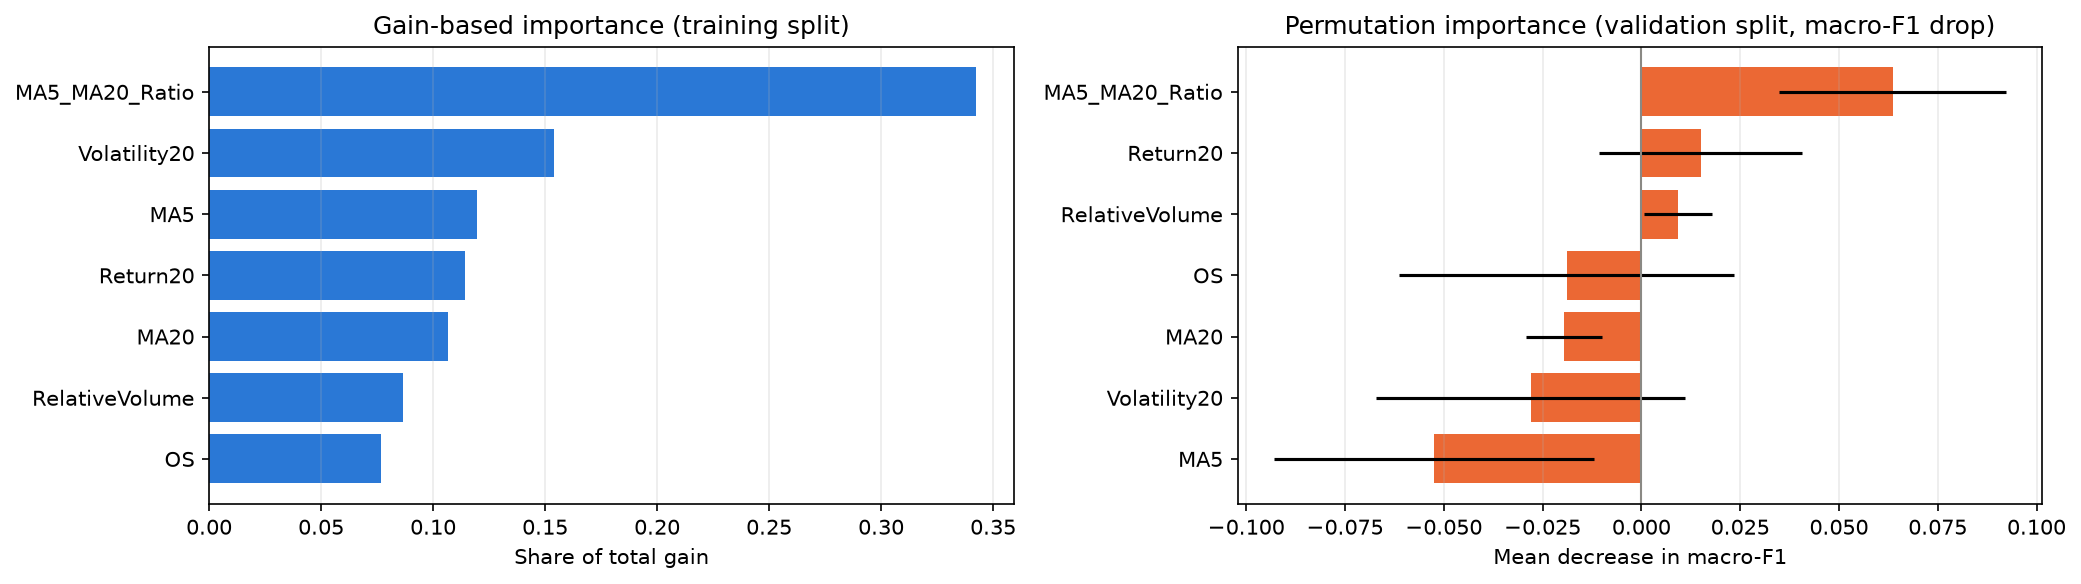 Gain-based importance (training split)
MA5_MA20_Ratio
Volatility20
MA5
Return20
MA20
RelativeVolume
OS
0.00 0.05 0.10 0.15 0.20 0.25 0.30 0.35
Share of total gain
Permutation importance (validation split, macro-F1 drop)
MA5_MA20_Ratio
Return20
RelativeVolume
OS
MA20
Volatility20
MA5
−0.100 −0.075 −0.050 −0.025 0.000 0.025 0.050 0.075 0.100
Mean decrease in macro-F1